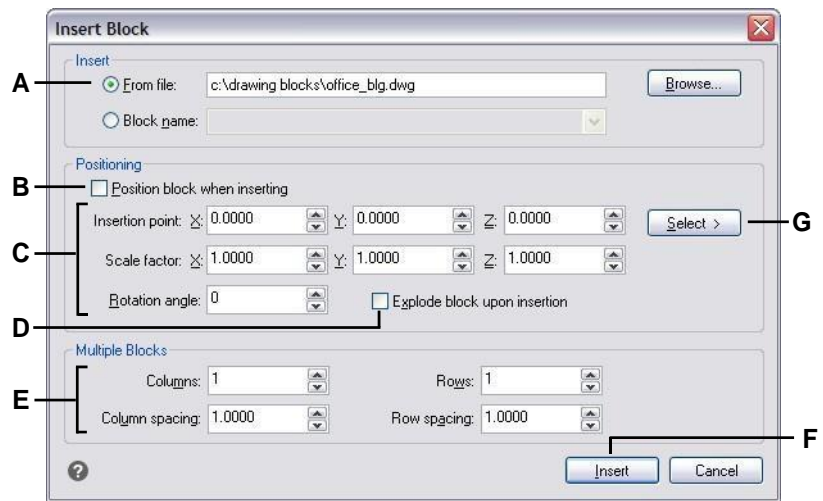 Insert Block
Insert
A
From file: c:\drawing blocks\office_blg.dwg Browse...
Block name:
Positioning
B
Position block when inserting
Insertion point: X: 0.0000 Y: 0.0000 Z: 0.0000 Select > G
C
Scale factor: X: 1.0000 Y: 1.0000 Z: 1.0000
Rotation angle: 0 Explode block upon insertion
D
Multiple Blocks
Columns: 1 Rows: 1
E
Column spacing: 1.0000 Row spacing: 1.0000
F
? Insert Cancel